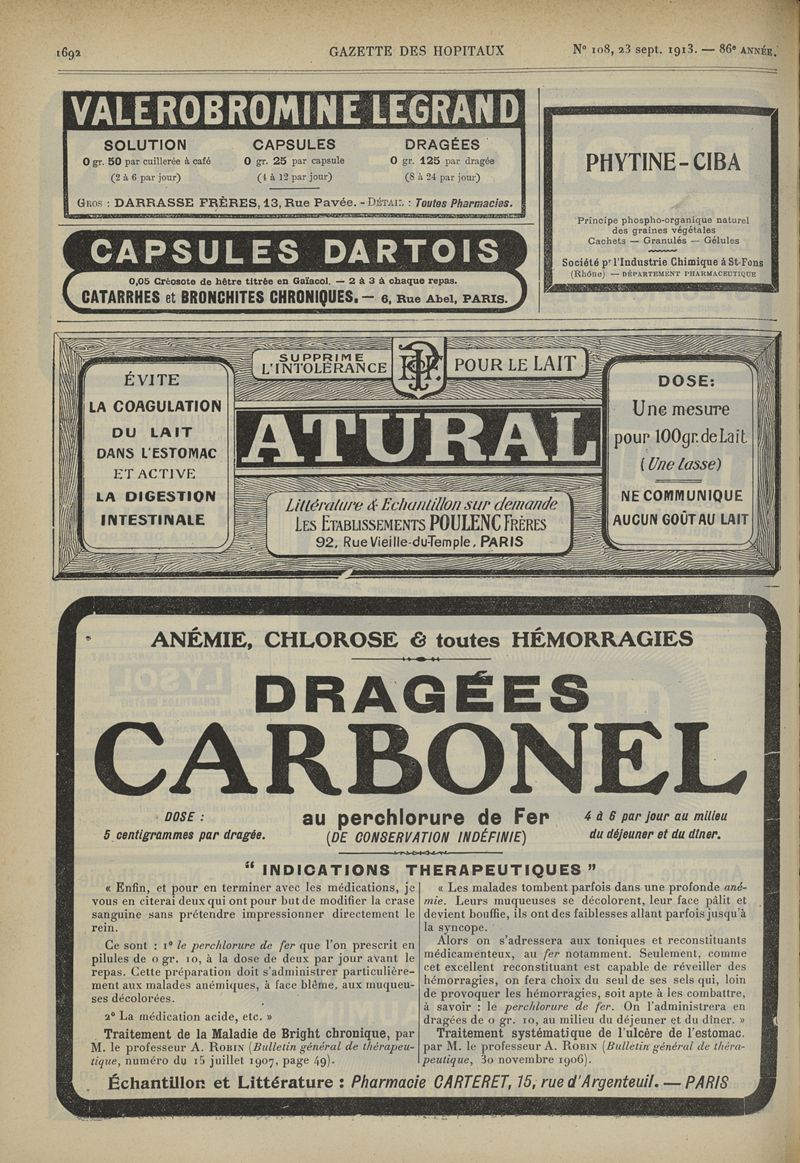 1692
GAZETTE DES HOPITAUX
N° 108, 23 sept. 1913. — 86e ANNÉE.
VALEROBROMINE LEGRAND
SOLUTION
0 gr. 50 par cuillerée à café
(2 à 6 par jour)
CAPSULES
0 gr. 25 par capsule
(4 à 12 par jour)
DRAGÉES
0 gr. 125 par dragée
(8 à 24 par jour)
GROS : DARRASSE FRÈRES, 13, Rue Pavée. - DÉTAIL : Toutes Pharmacies.
CAPSULES DARTOIS
0,05 Créosote de hêtre titrée en Gaïacol. — 2 à 3 à chaque repas.
CATARRHES et BRONCHITES CHRONIQUES. — 6, Rue Abel, PARIS.
PHYTINE-CIBA
Principe phospho-organique naturel
des graines végétales
Cachets — Granulés — Gélules
Société pr l'Industrie Chimique à St-Fons
(Rhône) — DÉPARTEMENT PHARMACEUTIQUE
ÉVITE
LA COAGULATION
DU LAIT
DANS L'ESTOMAC
ET ACTIVE
LA DIGESTION
INTESTINALE
SUPPRIME
L'INTOLÉRANCE
POUR LE LAIT
ATURAL
Littérature & Echantillon sur demande
LES ETABLISSEMENTS POULENC FRÈRES
92, Rue Vieille-du-Temple, PARIS
DOSE:
Une mesure
pour 100gr. de Lait
(Une tasse)
NE COMMUNIQUE
AUCUN GOÛT AU LAIT
ANÉMIE, CHLOROSE & toutes HÉMORRAGIES
DRAGÉES
CARBONEL
DOSE :
5 centigrammes par dragée.
au perchlorure de Fer
(DE CONSERVATION INDÉFINIE)
4 à 6 par jour au milieu
du déjeuner et du dîner.
“ INDICATIONS THERAPEUTIQUES ”
« Enfin, et pour en terminer avec les médications, je
vous en citerai deux qui ont pour but de modifier la crase
sanguine sans prétendre impressionner directement le
rein.
Ce sont : 1° le perchlorure de fer que l'on prescrit en
pilules de 0 gr. 10, à la dose de deux par jour avant le
repas. Cette préparation doit s'administrer particulière-
ment aux malades anémiques, à face blême, aux muqueu-
ses décolorées.
2° La médication acide, etc. »
Traitement de la Maladie de Bright chronique, par
M. le professeur A. ROBIN (Bulletin général de thérapeu-
tique, numéro du 15 juillet 1907, page 49).
« Les malades tombent parfois dans une profonde ané-
mie. Leurs muqueuses se décolorent, leur face pâlit et
devient bouffie, ils ont des faiblesses allant parfois jusqu'à
la syncope.
Alors on s'adressera aux toniques et reconstituants
médicamenteux, au fer notamment. Seulement, comme
cet excellent reconstituant est capable de réveiller des
hémorragies, on fera choix du seul de ses sels qui, loin
de provoquer les hémorragies, soit apte à les combattre,
à savoir : le perchlorure de fer. On l'administrera en
dragées de 0 gr. 10, au milieu du déjeuner et du dîner. »
Traitement systématique de l'ulcère de l'estomac.
par M. le professeur A. ROBIN (Bulletin général de théra-
peutique, 30 novembre 1906).
Échantillon et Littérature : Pharmacie CARTERET, 15, rue d'Argenteuil. — PARIS